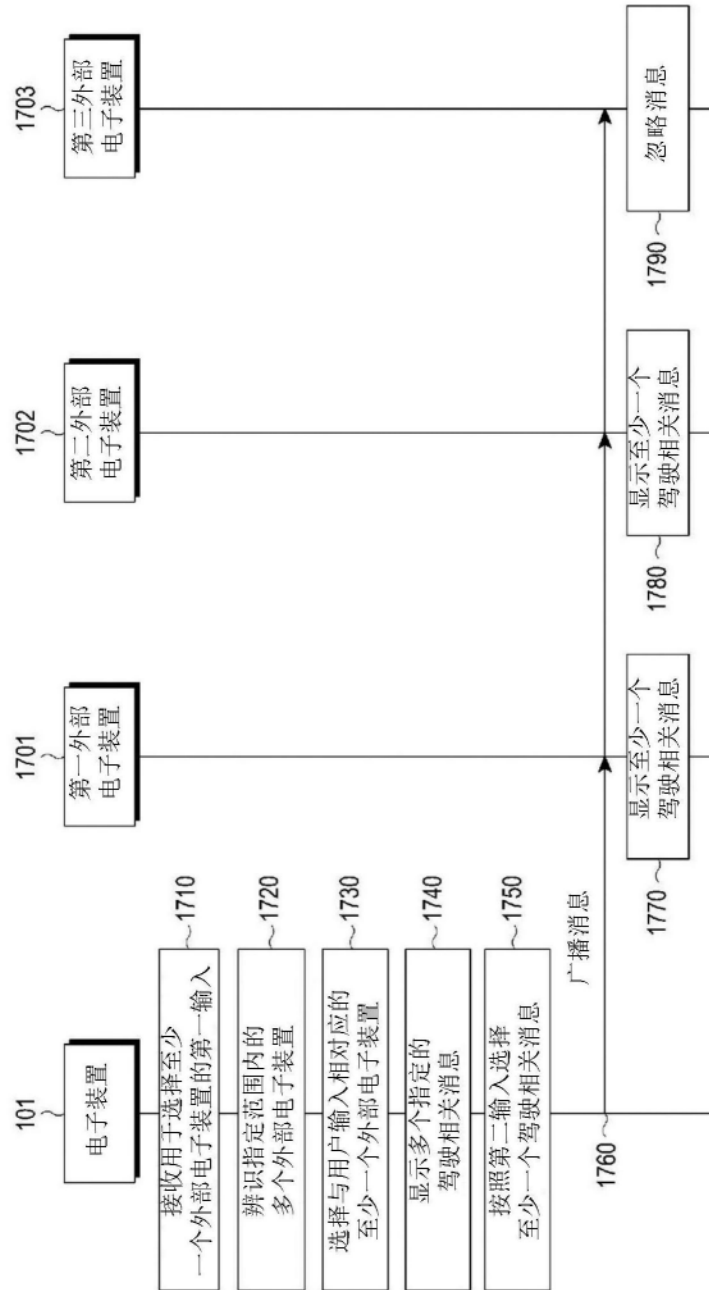 101
电子装置
1701
第一外部
电子装置
1702
第二外部
电子装置
1703
第三外部
电子装置
接收用于选择至少
一个外部电子装置的第一输入
1710
辨识指定范围内的
多个外部电子装置
1720
选择与用户输入相对应的
至少一个外部电子装置
1730
显示多个指定的
驾驶相关消息
1740
按照第二输入选择
至少一个驾驶相关消息
1750
广播消息
1760
显示至少一个
驾驶相关消息
1770
显示至少一个
驾驶相关消息
1780
忽略消息
1790